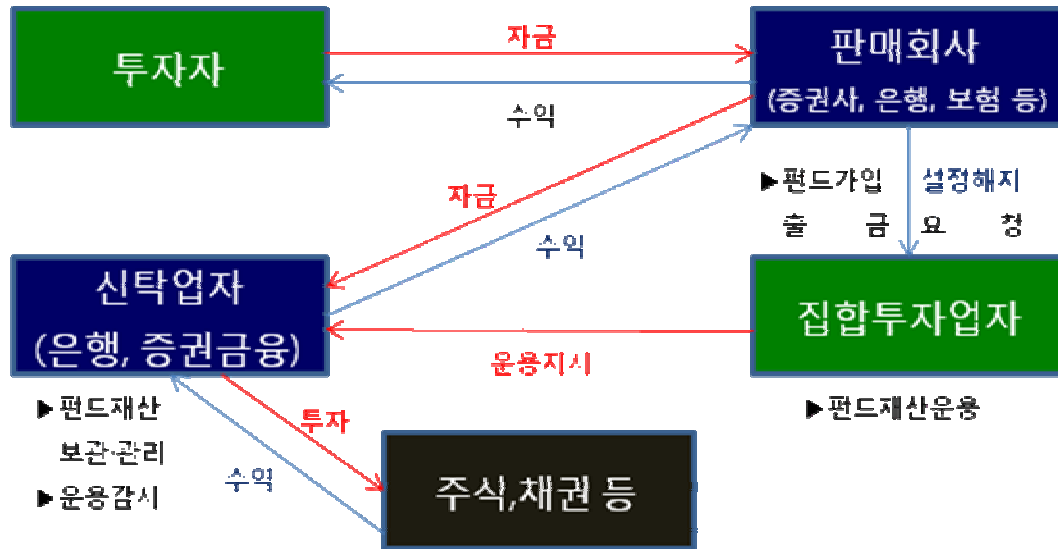 투자자
자금
수익
판매회사
(증권사, 은행, 보험 등)
▶펀드가입 설정해지
출 금 요 청
자금
수익
신탁업자
(은행, 증권금융)
운용지시
집합투자업자
▶펀드재산
보관·관리
▶운용감시
▶펀드재산운용
투자
수익
주식,채권 등